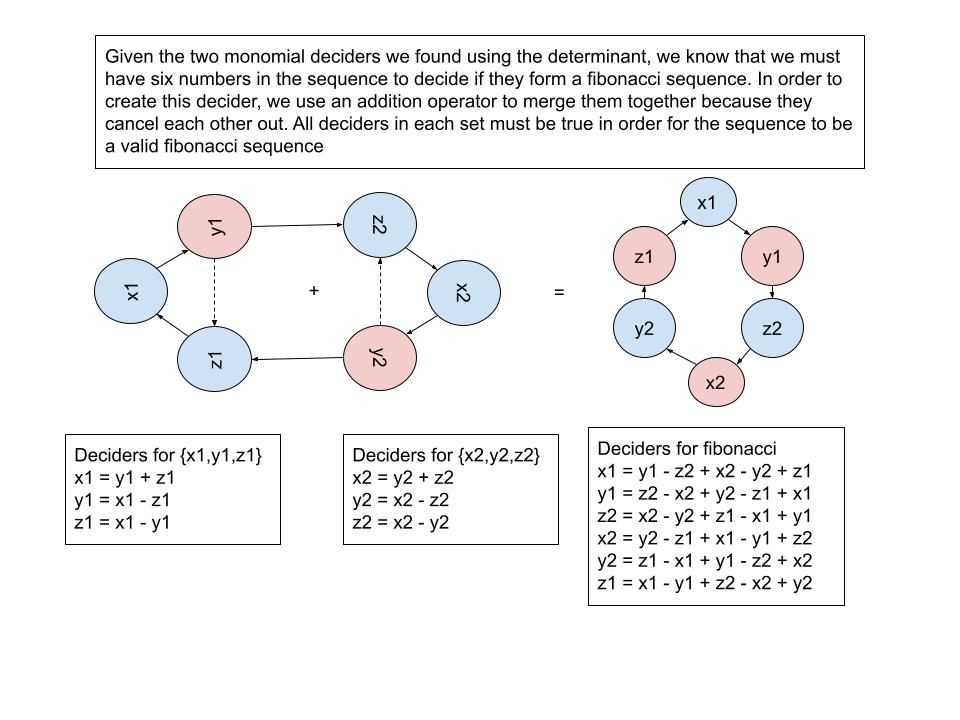 Given the two monomial deciders we found using the determinant, we know that we must
have six numbers in the sequence to decide if they form a fibonacci sequence. In order to
create this decider, we use an addition operator to merge them together because they
cancel each other out. All deciders in each set must be true in order for the sequence to be
a valid fibonacci sequence
y1
z2
x1
+
x2
z1
y2
=
x1
z1
y1
y2
z2
x2
Deciders for {x1,y1,z1}
x1 = y1 + z1
y1 = x1 - z1
z1 = x1 - y1
Deciders for {x2,y2,z2}
x2 = y2 + z2
y2 = x2 - z2
z2 = x2 - y2
Deciders for fibonacci
x1 = y1 - z2 + x2 - y2 + z1
y1 = z2 - x2 + y2 - z1 + x1
z2 = x2 - y2 + z1 - x1 + y1
x2 = y2 - z1 + x1 - y1 + z2
y2 = z1 - x1 + y1 - z2 + x2
z1 = x1 - y1 + z2 - x2 + y2